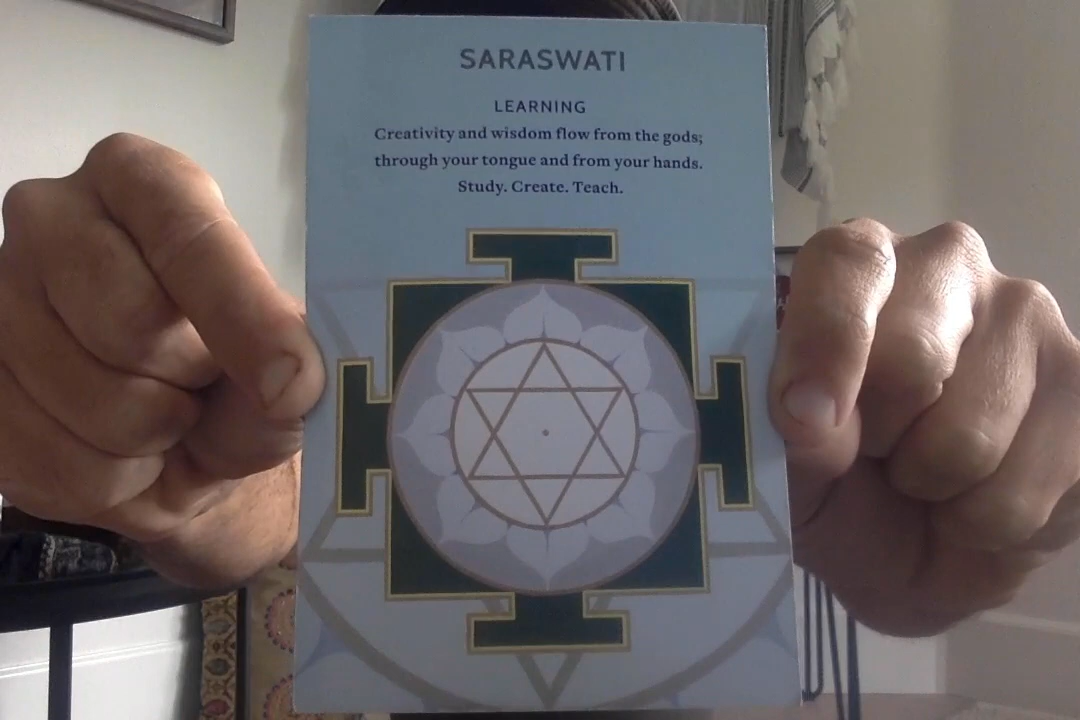 SARASWATI
LEARNING
Creativity and wisdom flow from the gods;
through your tongue and from your hands.
Study. Create. Teach.